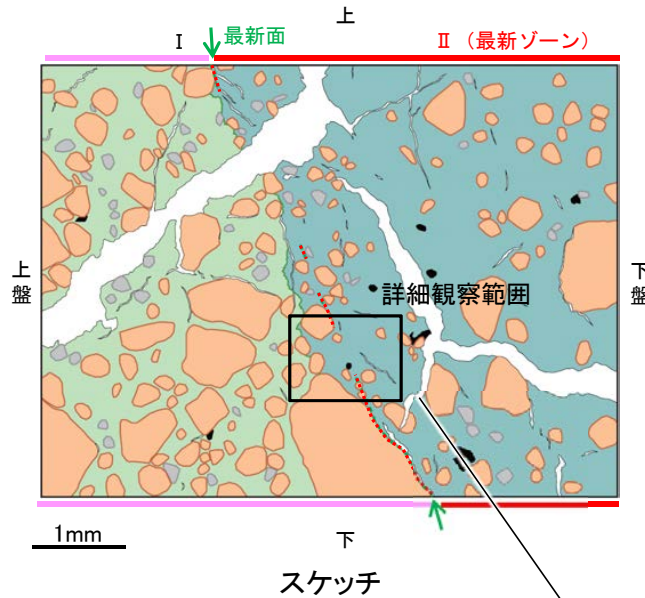 上
I
最新面
II（最新ゾーン）
上盤
下盤
詳細観察範囲
1mm
下
スケッチ